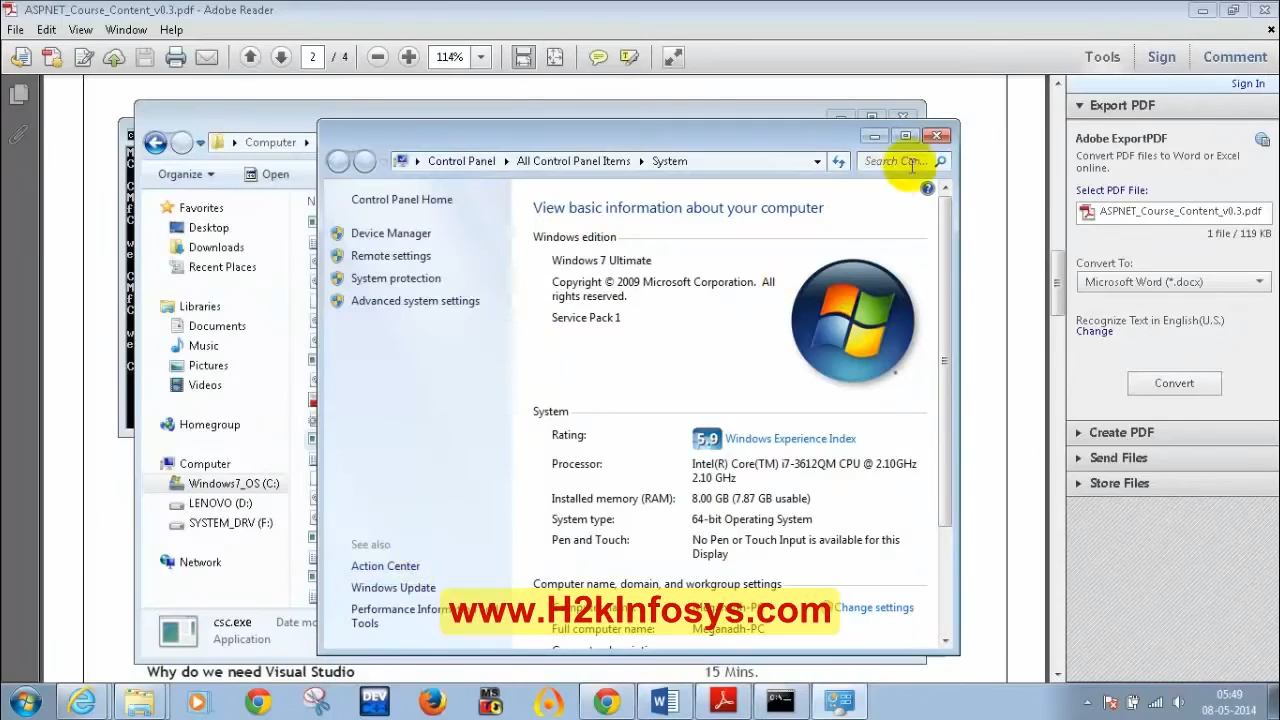 ASPNET_Course_Content_v0.3.pdf - Adobe Reader
File Edit View Window Help
2 / 4 114% Tools Sign Comment
Sign In
Export PDF
Adobe ExportPDF
Convert PDF files to Word or Excel
online.
Select PDF File:
ASPNET_Course_Content_v0.3.pdf
1 file / 119 KB
Convert To:
Microsoft Word (*.docx)
Recognize Text in English(U.S.)
Change
Convert
Create PDF
Send Files
Store Files
Computer
Organize Open
Favorites
Desktop
Downloads
Recent Places
Libraries
Documents
Music
Pictures
Videos
Homegroup
Computer
Windows7_OS (C:)
LENOVO (D:)
SYSTEM_DRV (F:)
Network
csc.exe Date mo
Application
Control Panel All Control Panel Items System
Control Panel Home
Device Manager
Remote settings
System protection
Advanced system settings
See also
Action Center
Windows Update
Performance Inform
Tools
View basic information about your computer
Windows edition
Windows 7 Ultimate
Copyright © 2009 Microsoft Corporation. All
rights reserved.
Service Pack 1
System
Rating: 5.9 Windows Experience Index
Processor: Intel(R) Core(TM) i7-3612QM CPU @ 2.10GHz
2.10 GHz
Installed memory (RAM): 8.00 GB (7.87 GB usable)
System type: 64-bit Operating System
Pen and Touch: No Pen or Touch Input is available for this
Display
Computer name, domain, and workgroup settings
Change settings
Full computer name: Meganadh-PC
www.H2kInfosys.com
Why do we need Visual Studio 15 Mins.
DEV
MS
05:49
08-05-2014